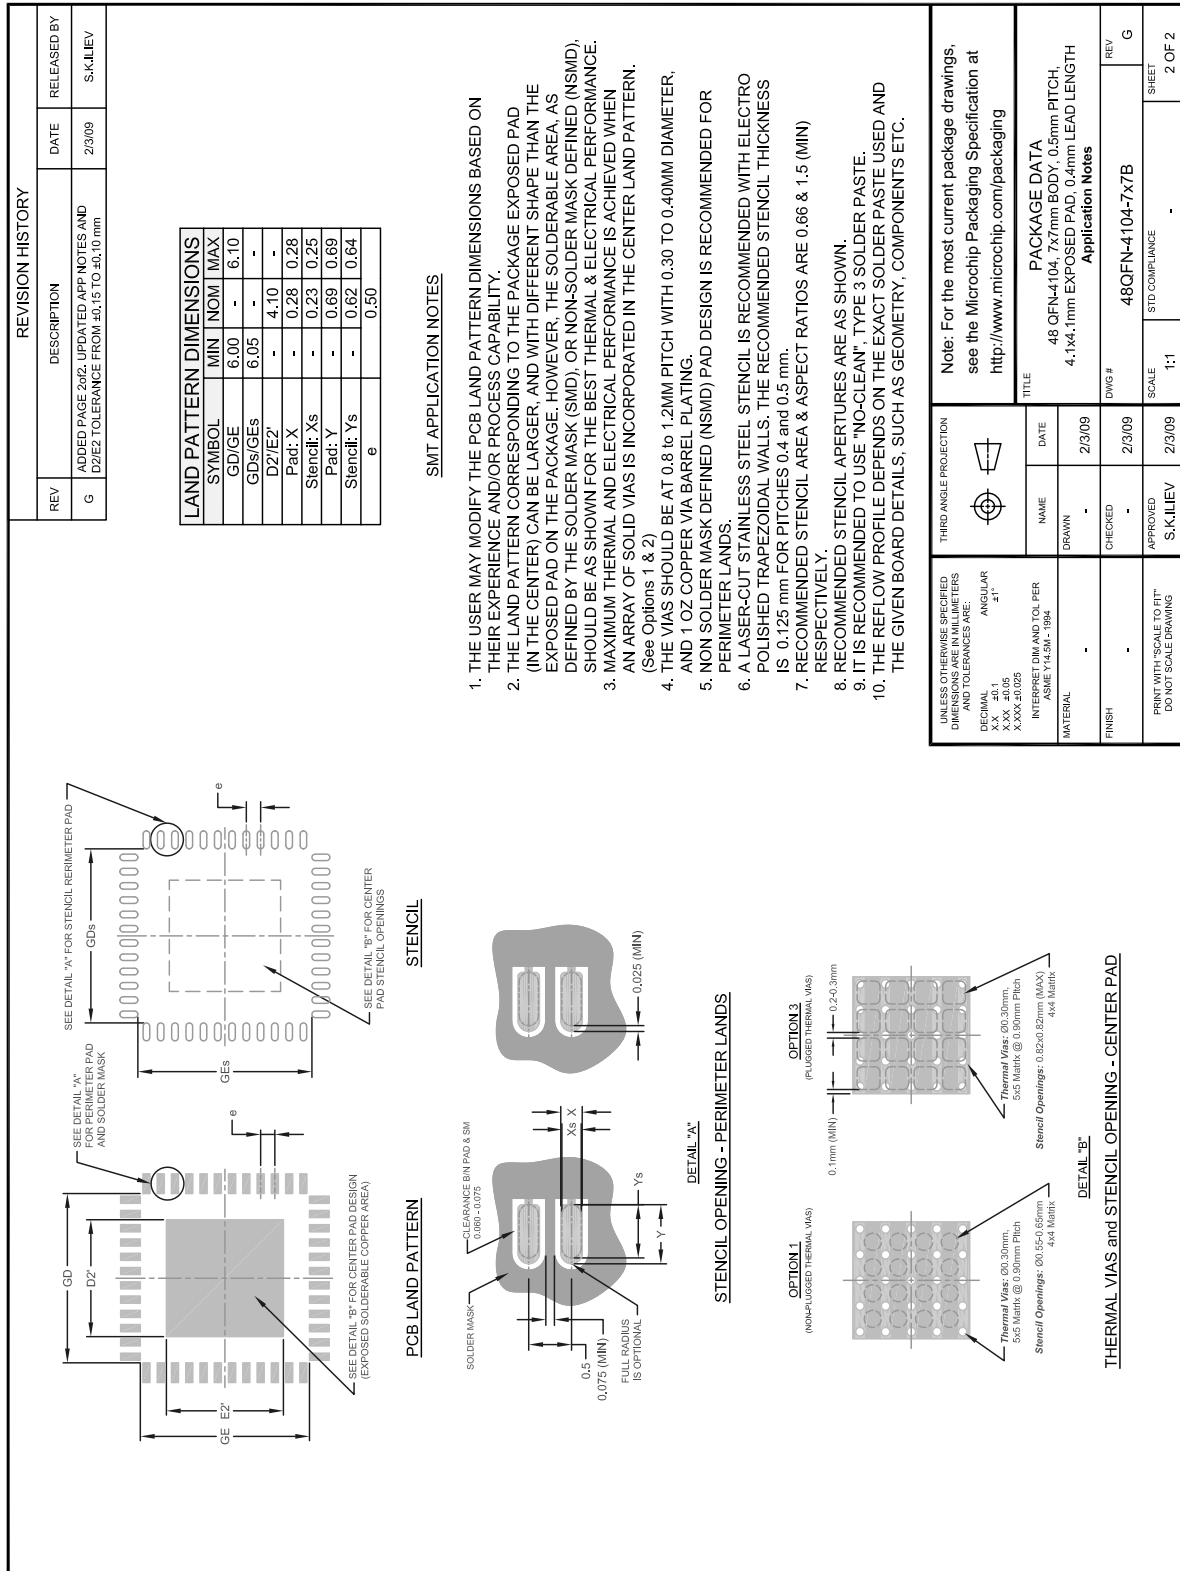 REVISION HISTORY
REV DESCRIPTION DATE RELEASED BY
G ADDED PAGE 2of2, UPDATED APP NOTES AND D2/E2 TOLERANCE FROM ±0,15 TO ±0,10 mm 2/3/09 S.K.ILIEV
LAND PATTERN DIMENSIONS
SYMBOL MIN NOM MAX
GD/GE 6.00 - 6.10
GDs/GEs 6.05 - -
D2'/E2' - 4.10 -
Pad: X - 0.28 0.28
Stencil: Xs - 0.23 0.25
Pad: Y - 0.69 0.69
Stencil: Ys - 0.62 0.64
e 0.50
SMT APPLICATION NOTES
1. THE USER MAY MODIFY THE PCB LAND PATTERN DIMENSIONS BASED ON
THEIR EXPERIENCE AND/OR PROCESS CAPABILITY.
2. THE LAND PATTERN CORRESPONDING TO THE PACKAGE EXPOSED PAD
(IN THE CENTER) CAN BE LARGER, AND WITH DIFFERENT SHAPE THAN THE
EXPOSED PAD ON THE PACKAGE. HOWEVER, THE SOLDERABLE AREA, AS
DEFINED BY THE SOLDER MASK (SMD), OR NON-SOLDER MASK DEFINED (NSMD),
SHOULD BE AS SHOWN FOR THE BEST THERMAL & ELECTRICAL PERFORMANCE.
3. MAXIMUM THERMAL AND ELECTRICAL PERFORMANCE IS ACHIEVED WHEN
AN ARRAY OF SOLID VIAS IS INCORPORATED IN THE CENTER LAND PATTERN.
(See Options 1 & 2)
4. THE VIAS SHOULD BE AT 0.8 to 1.2MM PITCH WITH 0.30 TO 0.40MM DIAMETER,
AND 1 OZ COPPER VIA BARREL PLATING.
5. NON SOLDER MASK DEFINED (NSMD) PAD DESIGN IS RECOMMENDED FOR
PERIMETER LANDS.
6. A LASER-CUT STAINLESS STEEL STENCIL IS RECOMMENDED WITH ELECTRO
POLISHED TRAPEZOIDAL WALLS. THE RECOMMENDED STENCIL THICKNESS
IS 0.125 mm FOR PITCHES 0.4 and 0.5 mm.
7. RECOMMENDED STENCIL AREA & ASPECT RATIOS ARE 0.66 & 1.5 (MIN)
RESPECTIVELY.
8. RECOMMENDED STENCIL APERTURES ARE AS SHOWN.
9. IT IS RECOMMENDED TO USE "NO-CLEAN", TYPE 3 SOLDER PASTE.
10. THE REFLOW PROFILE DEPENDS ON THE EXACT SOLDER PASTE USED AND
THE GIVEN BOARD DETAILS, SUCH AS GEOMETRY, COMPONENTS ETC.
SEE DETAIL "A"
FOR PERIMETER PAD
AND SOLDER MASK
GD
D2'
GE
E2'
e
SEE DETAIL "B" FOR CENTER PAD DESIGN
(EXPOSED SOLDERABLE COPPER AREA)
PCB LAND PATTERN
SEE DETAIL "A" FOR STENCIL RERIMETER PAD
GDs
GEs
e
SEE DETAIL "B" FOR CENTER
PAD STENCIL OPENINGS
STENCIL
SOLDER MASK
CLEARANCE B/N PAD & SM
0.060 - 0.075
Xs X
Ys
Y
0.5
0.075 (MIN)
FULL RADIUS
IS OPTIONAL
0.025 (MIN)
DETAIL "A"
STENCIL OPENING - PERIMETER LANDS
OPTION 1
(NON-PLUGGED THERMAL VIAS)
Thermal Vias: Ø0.30mm,
5x5 Matrix @ 0.90mm Pitch
Stencil Openings: Ø0.55-0.65mm
4x4 Matrix
OPTION 3
(PLUGGED THERMAL VIAS)
0.1mm (MIN)
0.2-0.3mm
Thermal Vias: Ø0.30mm,
5x5 Matrix @ 0.90mm Pitch
Stencil Openings: 0.82x0.82mm (MAX)
4x4 Matrix
DETAIL "B"
THERMAL VIAS and STENCIL OPENING - CENTER PAD
UNLESS OTHERWISE SPECIFIED
DIMENSIONS ARE IN MILLIMETERS
AND TOLERANCES ARE:
DECIMAL ANGULAR
X.X ±0.1 ±1°
X.XX ±0.05
X.XXX ±0.025
INTERPRET DIM AND TOL PER
ASME Y14.5M - 1994
MATERIAL
-
FINISH
-
PRINT WITH "SCALE TO FIT"
DO NOT SCALE DRAWING
THIRD ANGLE PROJECTION
NAME DATE
DRAWN
- 2/3/09
CHECKED
- 2/3/09
APPROVED
S.K.ILIEV 2/3/09
Note: For the most current package drawings,
see the Microchip Packaging Specification at
http://www.microchip.com/packaging
TITLE
PACKAGE DATA
48 QFN-4104, 7x7mm BODY, 0.5mm PITCH,
4.1x4.1mm EXPOSED PAD, 0.4mm LEAD LENGTH
Application Notes
DWG # REV
48QFN-4104-7x7B G
SCALE STD COMPLIANCE SHEET
1:1 - 2 OF 2